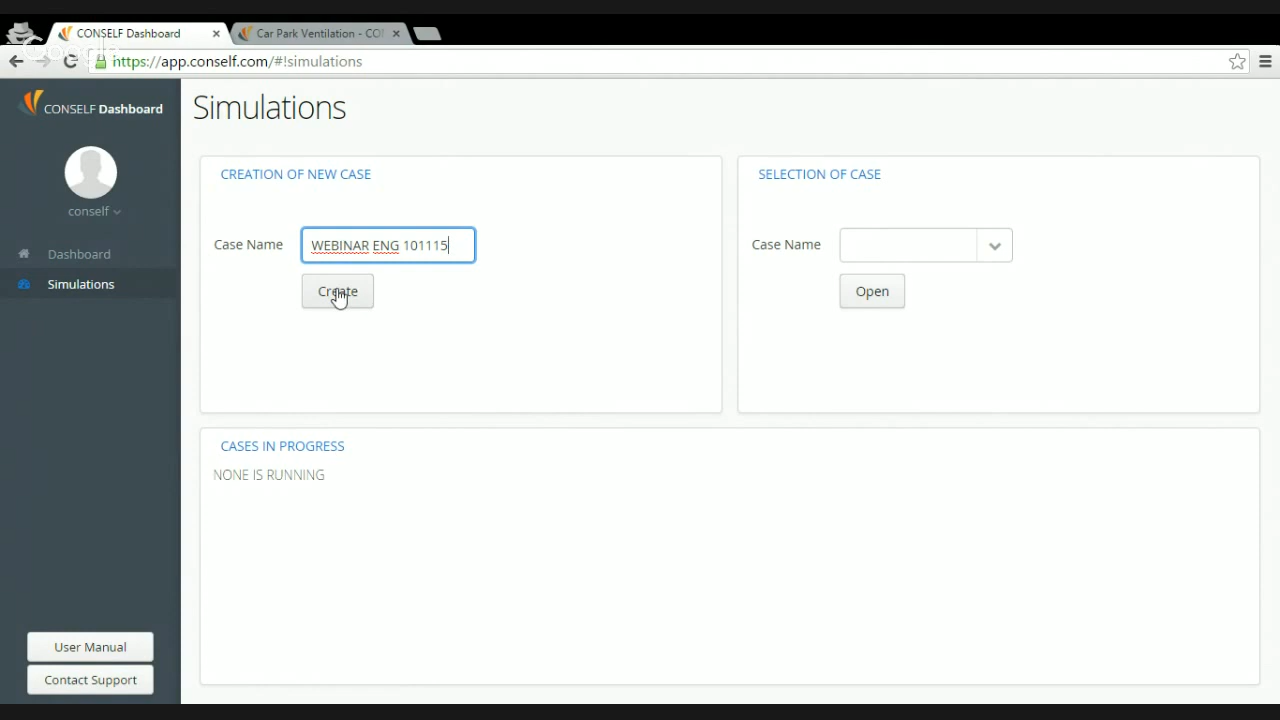 CONSELF Dashboard
Car Park Ventilation - CO
Google
https://app.conself.com/#!simulations
CONSELF Dashboard
conself
Dashboard
Simulations
User Manual
Contact Support
Simulations
CREATION OF NEW CASE
Case Name WEBINAR ENG 101115
Create
SELECTION OF CASE
Case Name
Open
CASES IN PROGRESS
NONE IS RUNNING